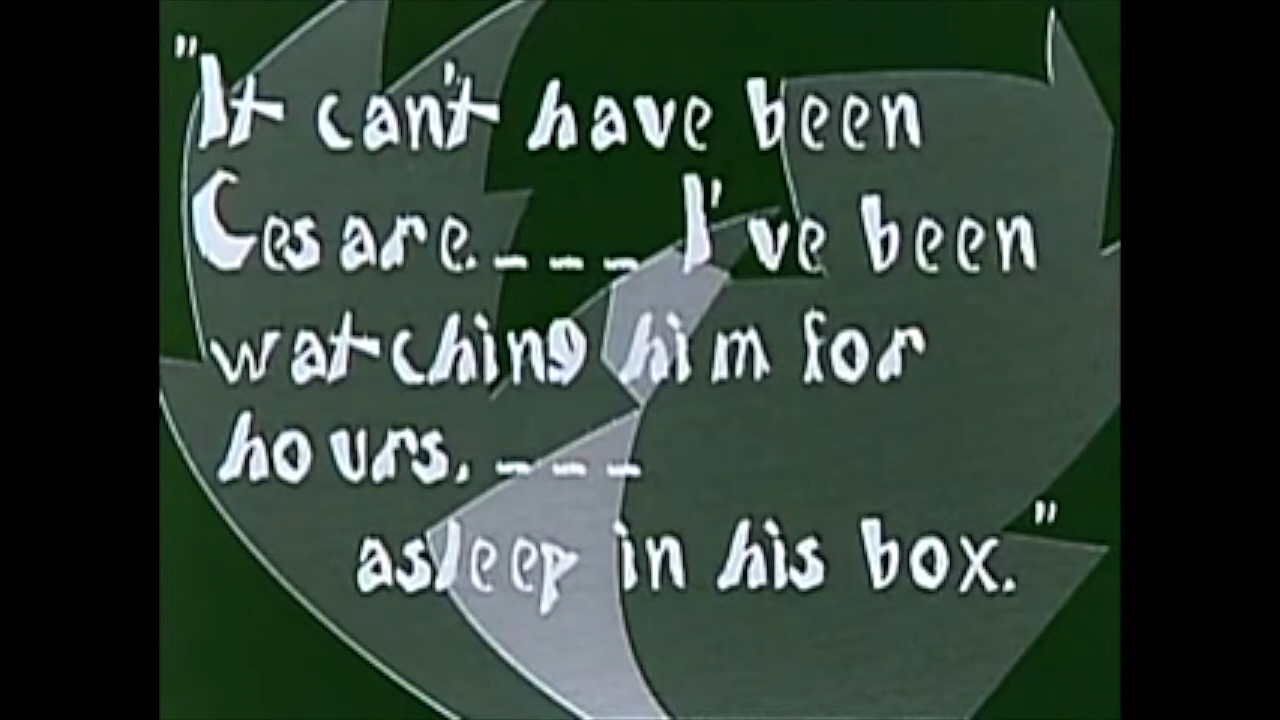 "It can't have been
Cesare.--- I've been
watching him for
hours.---
asleep in his box."